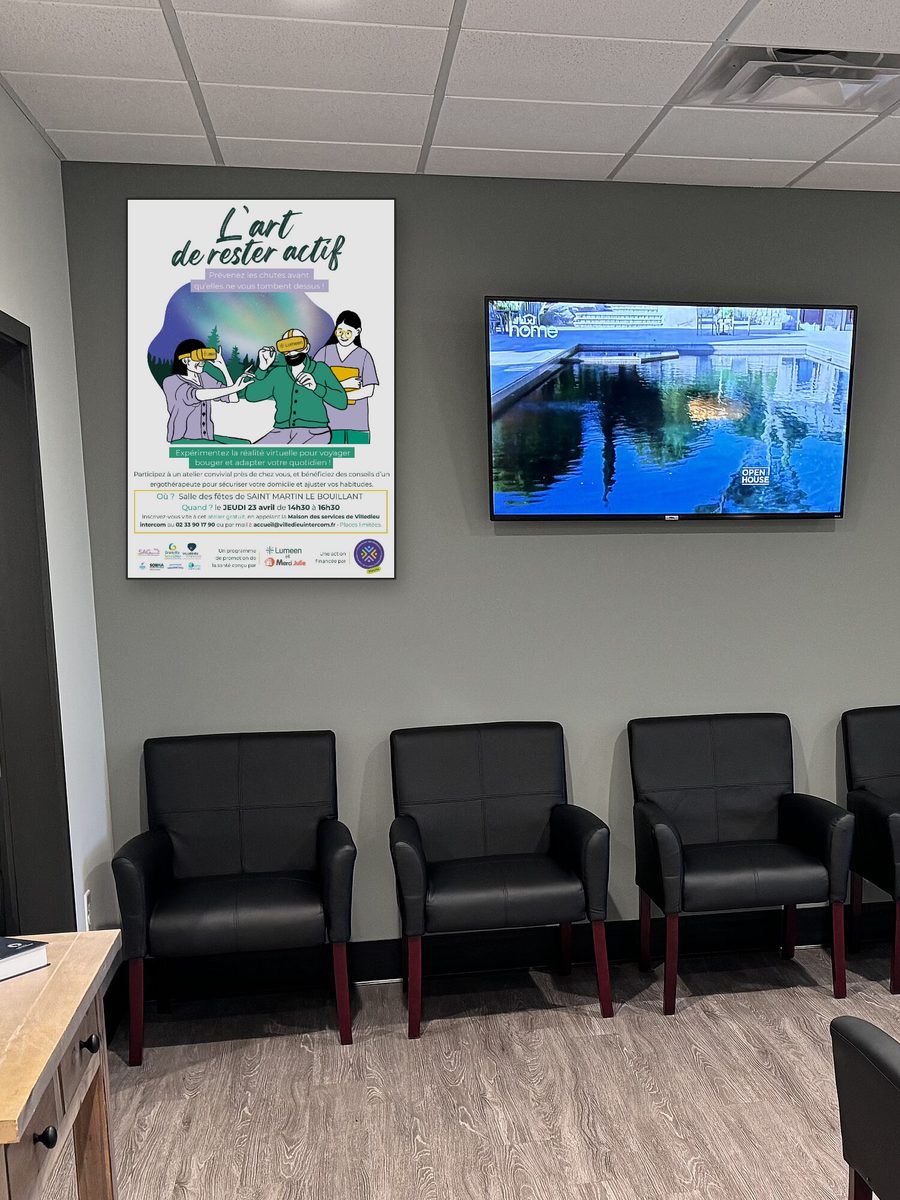 L'art
de rester actif
Prévenez les chutes avant
qu'elles ne vous tombent dessus !
Lumeen
Expérimentez la réalité virtuelle pour voyager
bouger et adapter votre quotidien !
Participez à un atelier convivial près de chez vous, et bénéficiez des conseils d'un
ergothérapeute pour sécuriser votre domicile et ajuster vos habitudes.
Où ? Salle des fêtes de SAINT MARTIN LE BOUILLANT
Quand ? le JEUDI 23 avril de 14h30 à 16h30
Inscrivez-vous vite à cet atelier gratuit, en appelant la Maison des services de Villedieu
intercom au 02 33 90 17 90 ou par mail à accueil@villedieuintercom.fr - Places limitées.
Un programme
de promotion de
la santé conçu par
Lumeen
et Merci Julie
Une action
financée par
home
OPEN
HOUSE